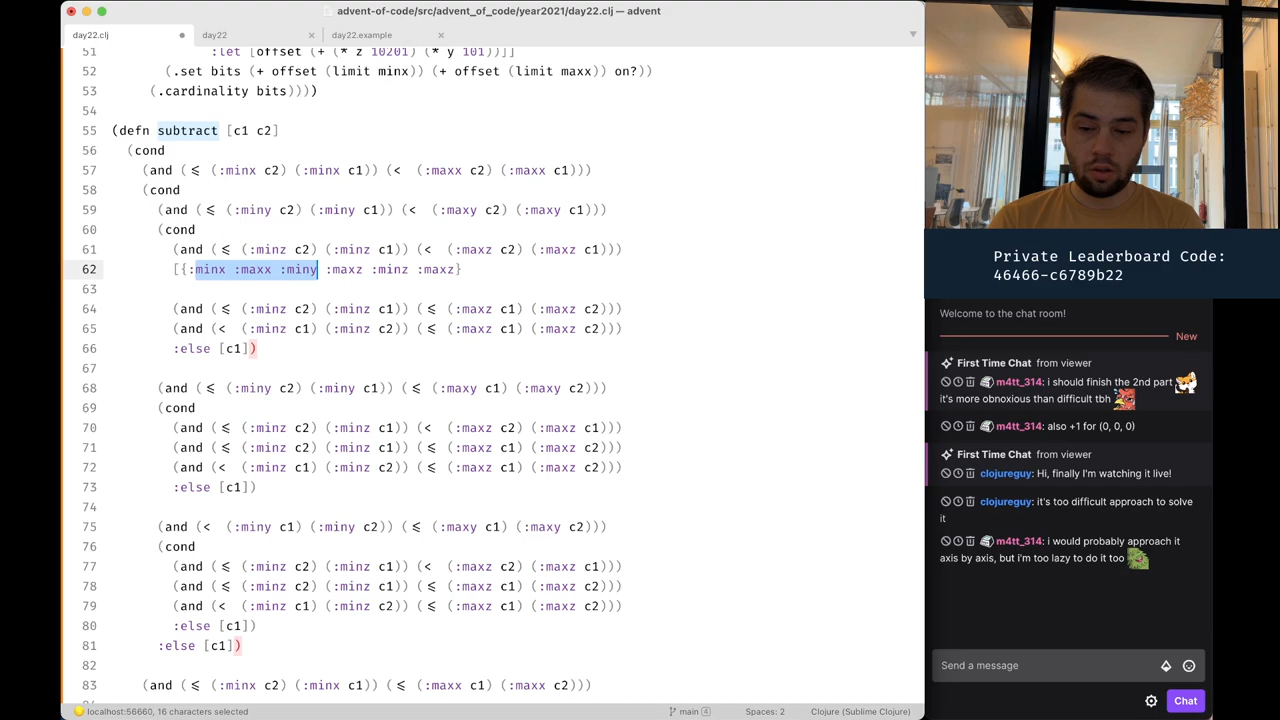 advent-of-code/src/advent_of_code/year2021/day22.clj — advent
day22.clj
day22
day22.example
51 :let [offset (+ (* z 10201) (* y 101))]]
52 (.set bits (+ offset (limit minx)) (+ offset (limit maxx)) on?))
53 (.cardinality bits))))
54
55 (defn subtract [c1 c2]
56 (cond
57 (and (≤ (:minx c2) (:minx c1)) (< (:maxx c2) (:maxx c1)))
58 (cond
59 (and (≤ (:miny c2) (:miny c1)) (< (:maxy c2) (:maxy c1)))
60 (cond
61 (and (≤ (:minz c2) (:minz c1)) (< (:maxz c2) (:maxz c1)))
62 [{:minx :maxx :miny :maxz :minz :maxz}
63
64 (and (≤ (:minz c2) (:minz c1)) (≤ (:maxz c1) (:maxz c2)))
65 (and (< (:minz c1) (:minz c2)) (≤ (:maxz c1) (:maxz c2)))
66 :else [c1])
67
68 (and (≤ (:miny c2) (:miny c1)) (≤ (:maxy c1) (:maxy c2)))
69 (cond
70 (and (≤ (:minz c2) (:minz c1)) (< (:maxz c2) (:maxz c1)))
71 (and (≤ (:minz c2) (:minz c1)) (≤ (:maxz c1) (:maxz c2)))
72 (and (< (:minz c1) (:minz c2)) (≤ (:maxz c1) (:maxz c2)))
73 :else [c1])
74
75 (and (< (:miny c1) (:miny c2)) (≤ (:maxy c1) (:maxy c2)))
76 (cond
77 (and (≤ (:minz c2) (:minz c1)) (< (:maxz c2) (:maxz c1)))
78 (and (≤ (:minz c2) (:minz c1)) (≤ (:maxz c1) (:maxz c2)))
79 (and (< (:minz c1) (:minz c2)) (≤ (:maxz c1) (:maxz c2)))
80 :else [c1])
81 :else [c1])
82
83 (and (≤ (:minx c2) (:minx c1)) (≤ (:maxx c1) (:maxx c2)))
localhost:56660, 16 characters selected
main 4
Spaces: 2
Clojure (Sublime Clojure)
Private Leaderboard Code:
46466-c6789b22
Welcome to the chat room!
New
First Time Chat from viewer
m4tt_314: i should finish the 2nd part
it's more obnoxious than difficult tbh
m4tt_314: also +1 for (0, 0, 0)
First Time Chat from viewer
clojureguy: Hi, finally I'm watching it live!
clojureguy: it's too difficult approach to solve
it
m4tt_314: i would probably approach it
axis by axis, but i'm too lazy to do it too
Send a message
Chat